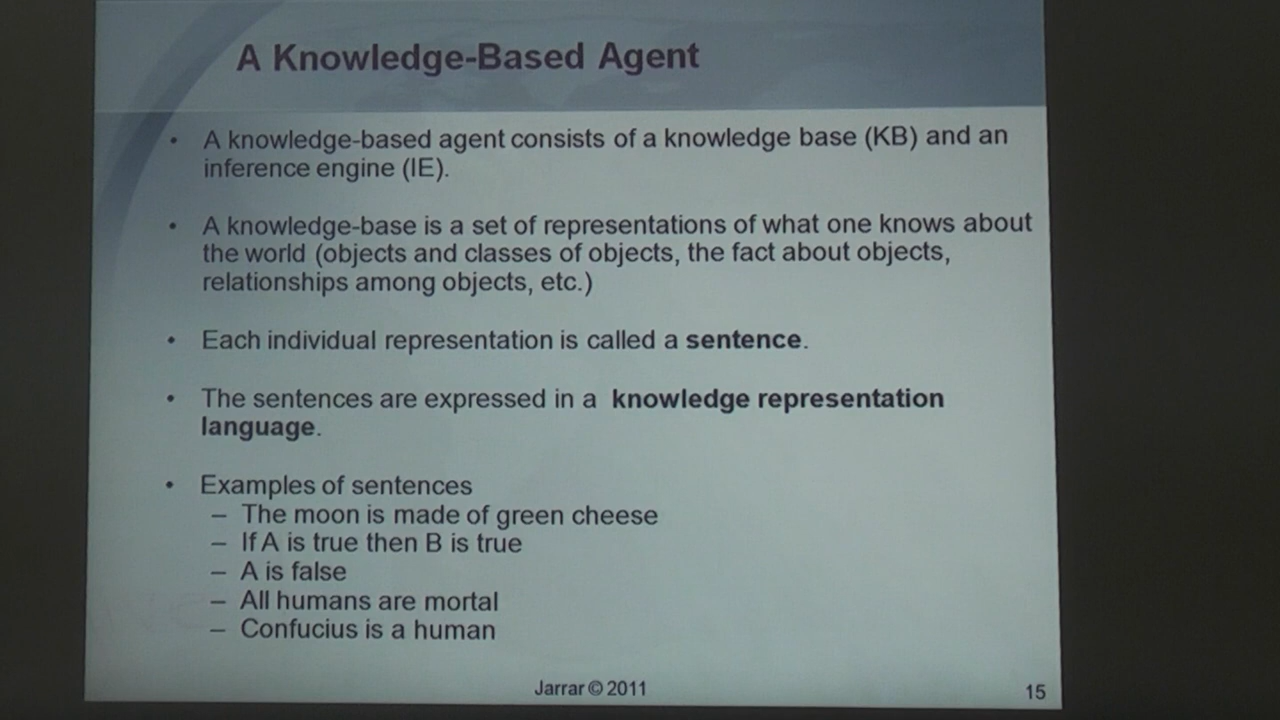 A Knowledge-Based Agent
• A knowledge-based agent consists of a knowledge base (KB) and an
inference engine (IE).
• A knowledge-base is a set of representations of what one knows about
the world (objects and classes of objects, the fact about objects,
relationships among objects, etc.)
• Each individual representation is called a sentence.
• The sentences are expressed in a knowledge representation
language.
• Examples of sentences
– The moon is made of green cheese
– If A is true then B is true
– A is false
– All humans are mortal
– Confucius is a human
Jarrar © 2011
15